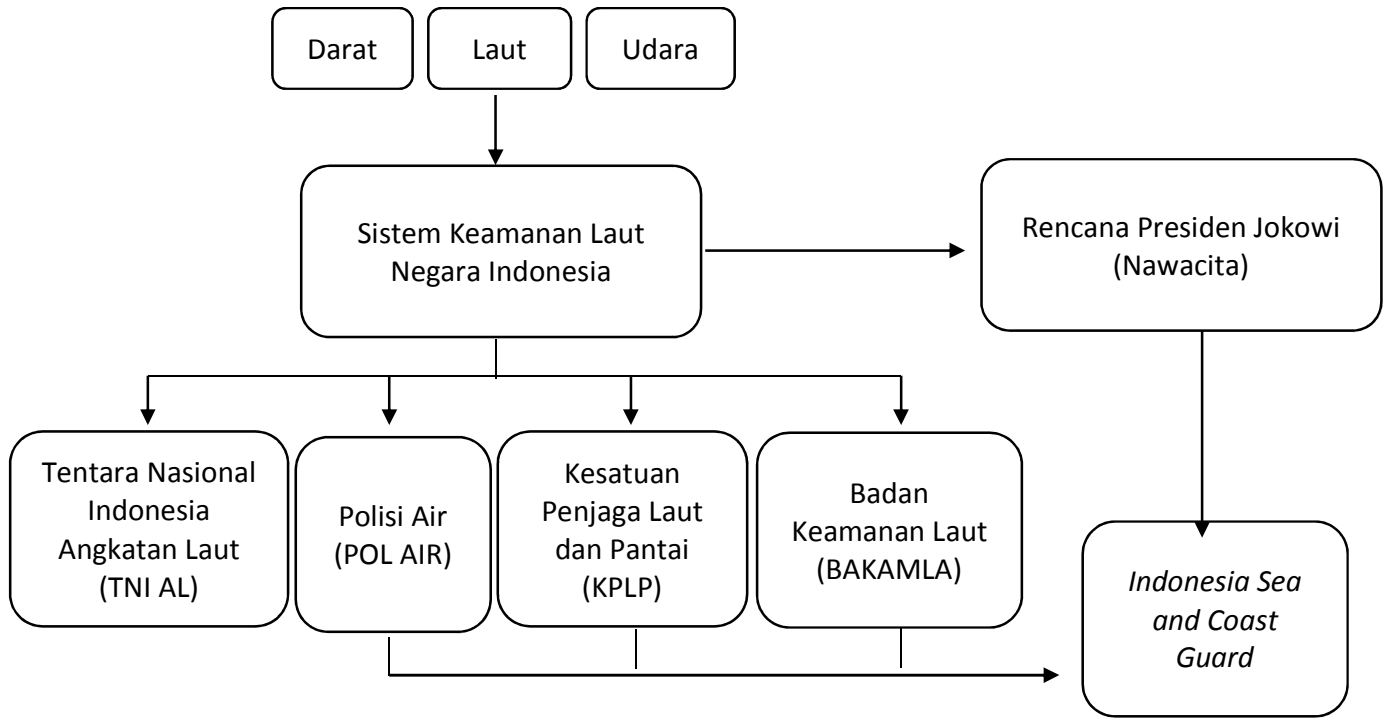 Darat
Laut
Udara
Sistem Keamanan Laut
Negara Indonesia
Rencana Presiden Jokowi
(Nawacita)
Tentara Nasional
Indonesia
Angkatan Laut
(TNI AL)
Polisi Air
(POL AIR)
Kesatuan
Penjaga Laut
dan Pantai
(KPLP)
Badan
Keamanan Laut
(BAKAMLA)
Indonesia Sea
and Coast
Guard